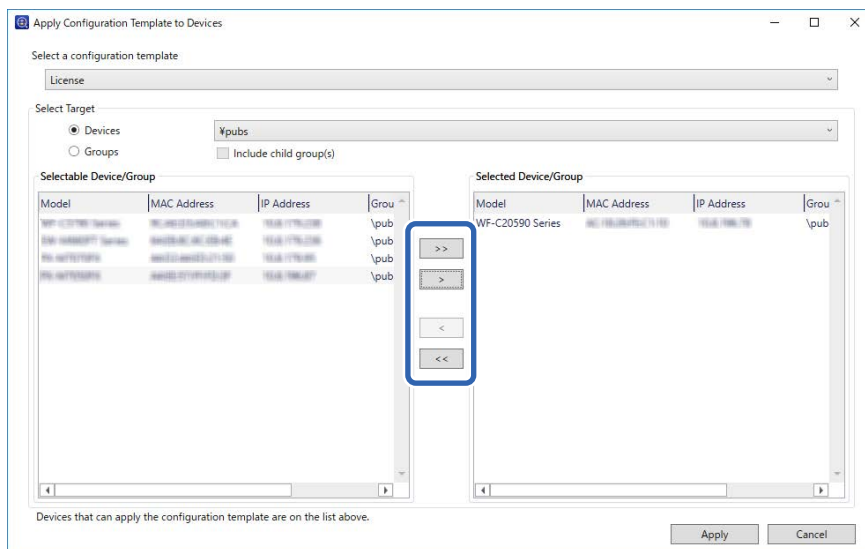 Apply Configuration Template to Devices
Select a configuration template
License
Select Target
Devices
¥pubs
Groups
Include child group(s)
Selectable Device/Group
Selected Device/Group
Model MAC Address IP Address Grou
Model MAC Address IP Address Grou
\pub
WF-C20590 Series \pub
\pub
\pub
\pub
>>
>
<
<<
Devices that can apply the configuration template are on the list above.
Apply Cancel